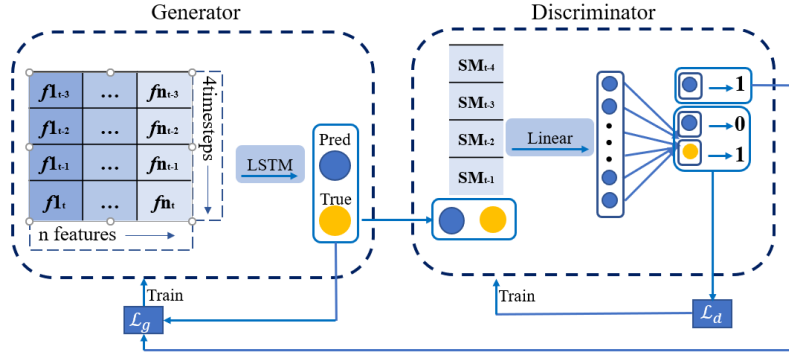 Generator
f1t-3 … fnt-3
f1t-2 … fnt-2
f1t-1 … fnt-1
f1t … fnt
4timesteps
n features
LSTM
Pred
True
Train
ℒg
Discriminator
SMt-4
SMt-3
SMt-2
SMt-1
Linear
1
0
1
Train
ℒd